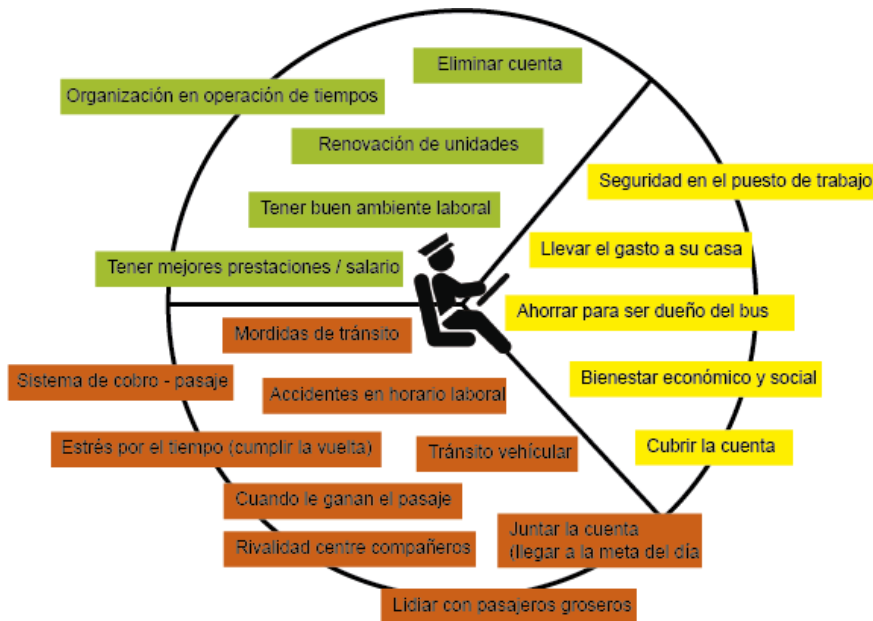 Eliminar cuenta
Organización en operación de tiempos
Renovación de unidades
Tener buen ambiente laboral
Tener mejores prestaciones / salario
Seguridad en el puesto de trabajo
Llevar el gasto a su casa
Ahorrar para ser dueño del bus
Bienestar económico y social
Cubrir la cuenta
Mordidas de tránsito
Sistema de cobro - pasaje
Accidentes en horario laboral
Estrés por el tiempo (cumplir la vuelta)
Tránsito vehícular
Cuando le ganan el pasaje
Rivalidad centre compañeros
Juntar la cuenta
(llegar a la meta del día
Lidiar con pasajeros groseros